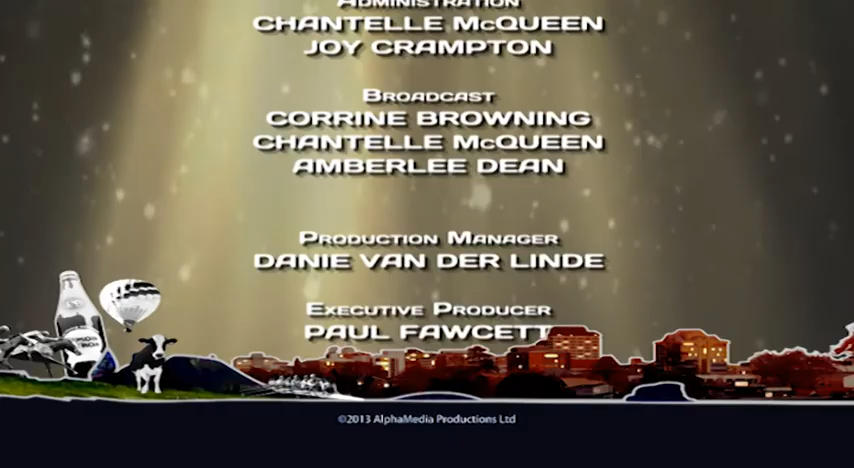 Administration
CHANTELLE McQUEEN
JOY CRAMPTON
Broadcast
CORRINE BROWNING
CHANTELLE McQUEEN
AMBERLEE DEAN
Production Manager
DANIE VAN DER LINDE
Executive Producer
PAUL FAWCETT
©2013 AlphaMedia Productions Ltd